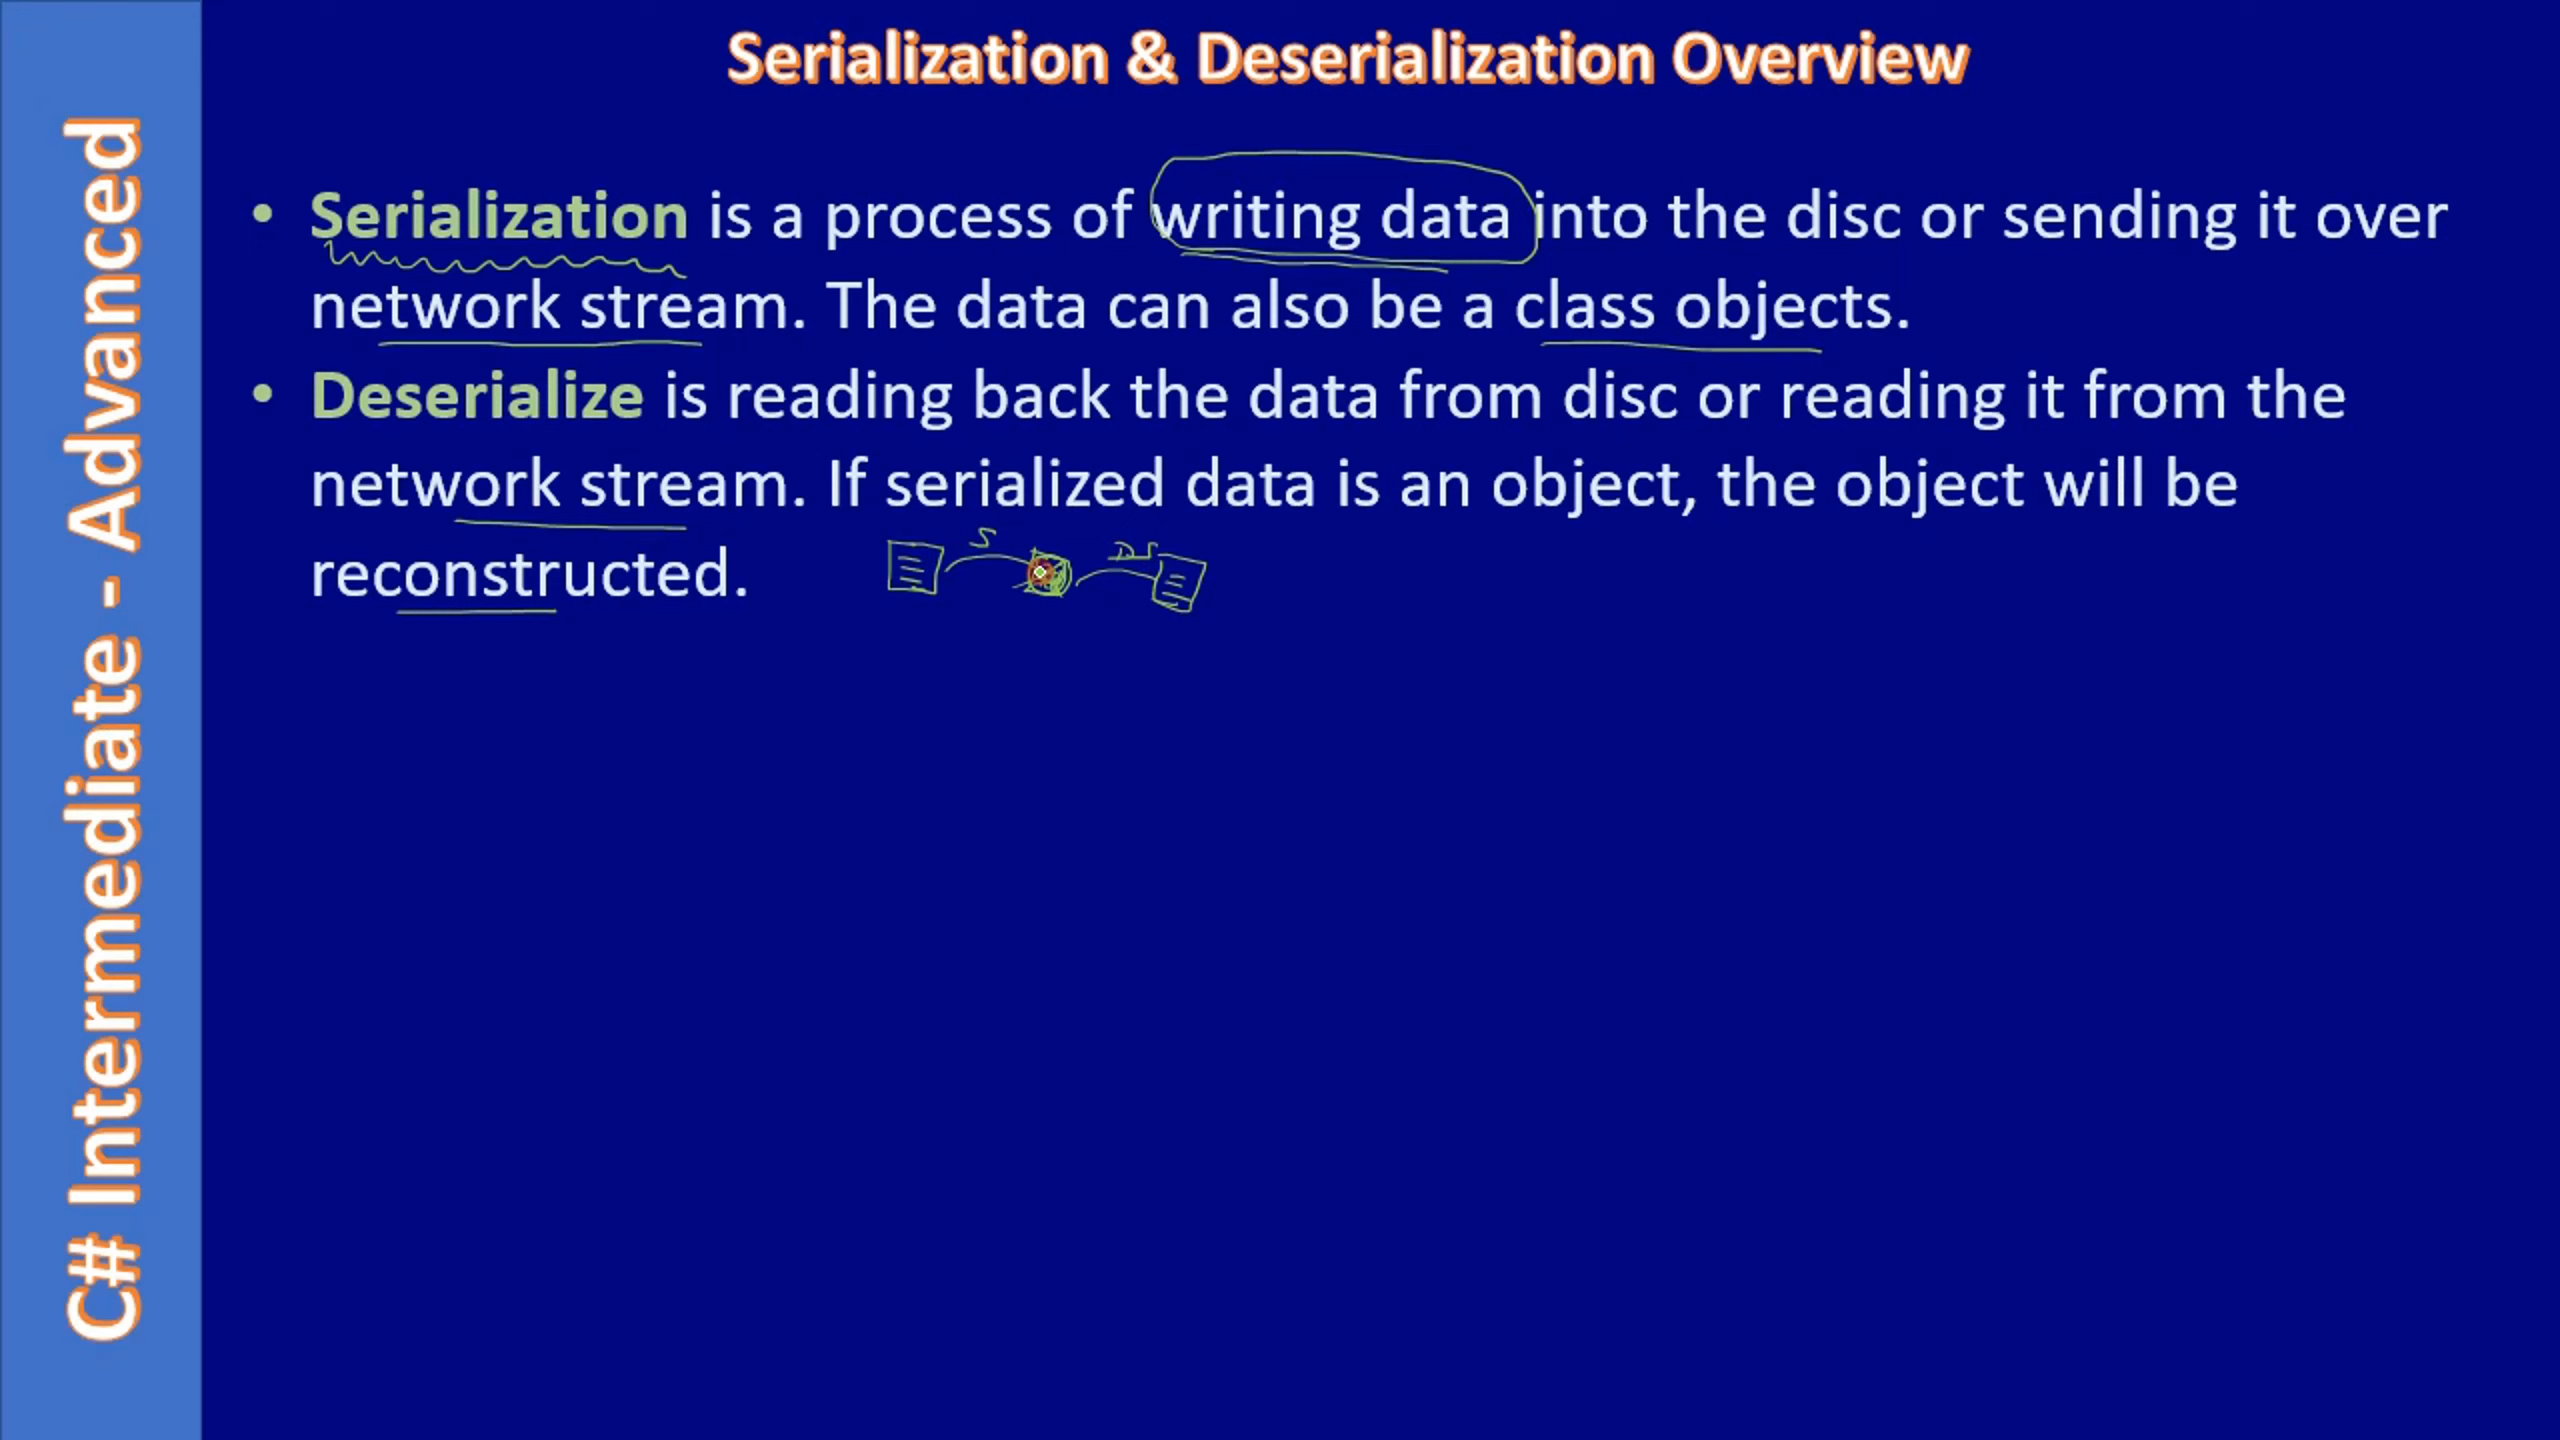 Serialization & Deserialization Overview
C# Intermediate - Advanced
• Serialization is a process of writing data into the disc or sending it over
network stream. The data can also be a class objects.
• Deserialize is reading back the data from disc or reading it from the
network stream. If serialized data is an object, the object will be
reconstructed.
S
DS